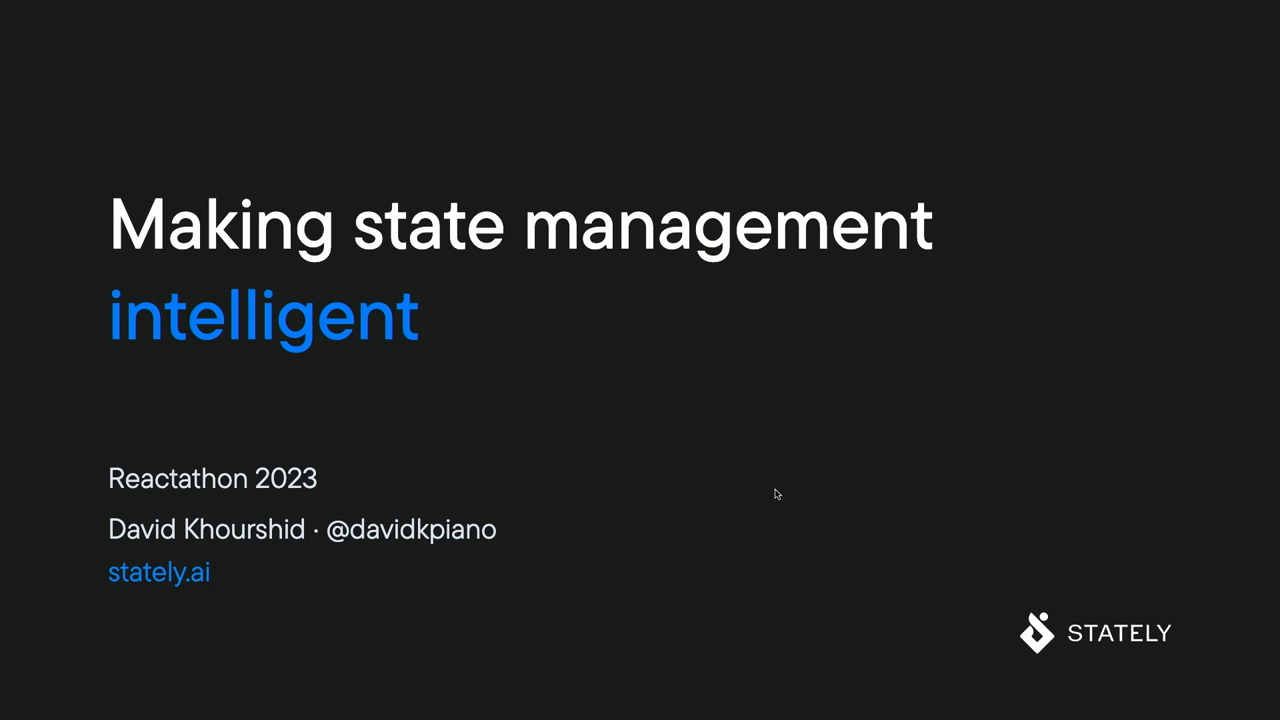 Making state management
intelligent
Reactathon 2023
David Khourshid · @davidkpiano
stately.ai
STATELY